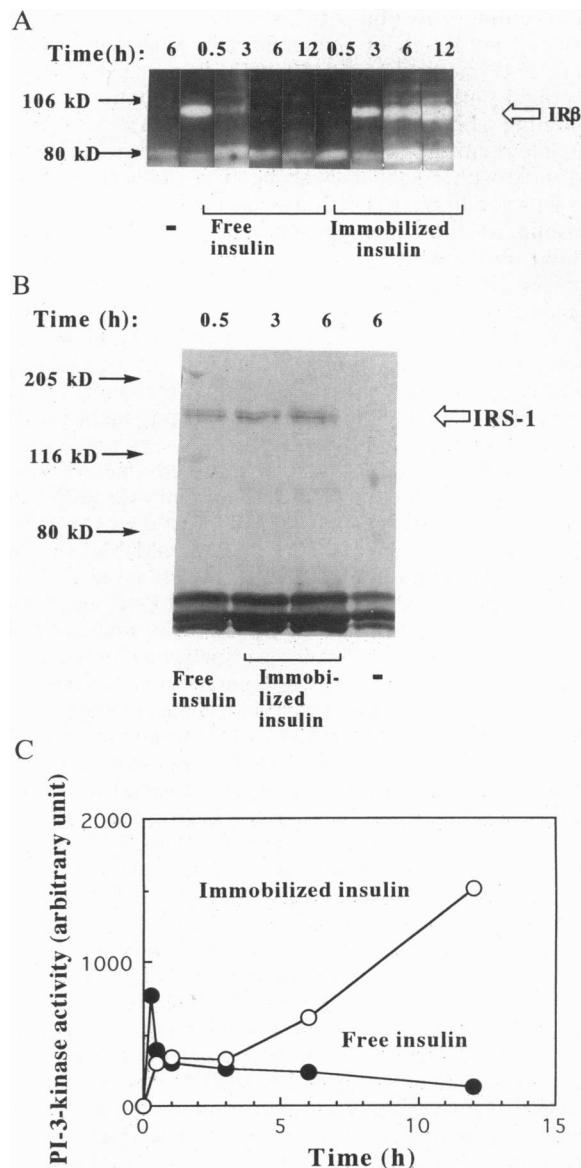 A
Time(h): 6 0.5 3 6 12 0.5 3 6 12
106 kD
IRβ
80 kD
- Free insulin Immobilized insulin
B
Time (h): 0.5 3 6 6
205 kD
IRS-1
116 kD
80 kD
Free insulin Immobi-lized insulin -
C
PI-3-kinase activity (arbitrary unit)
2000
Immobilized insulin
1000
Free insulin
0
0 5 10 15
Time (h)